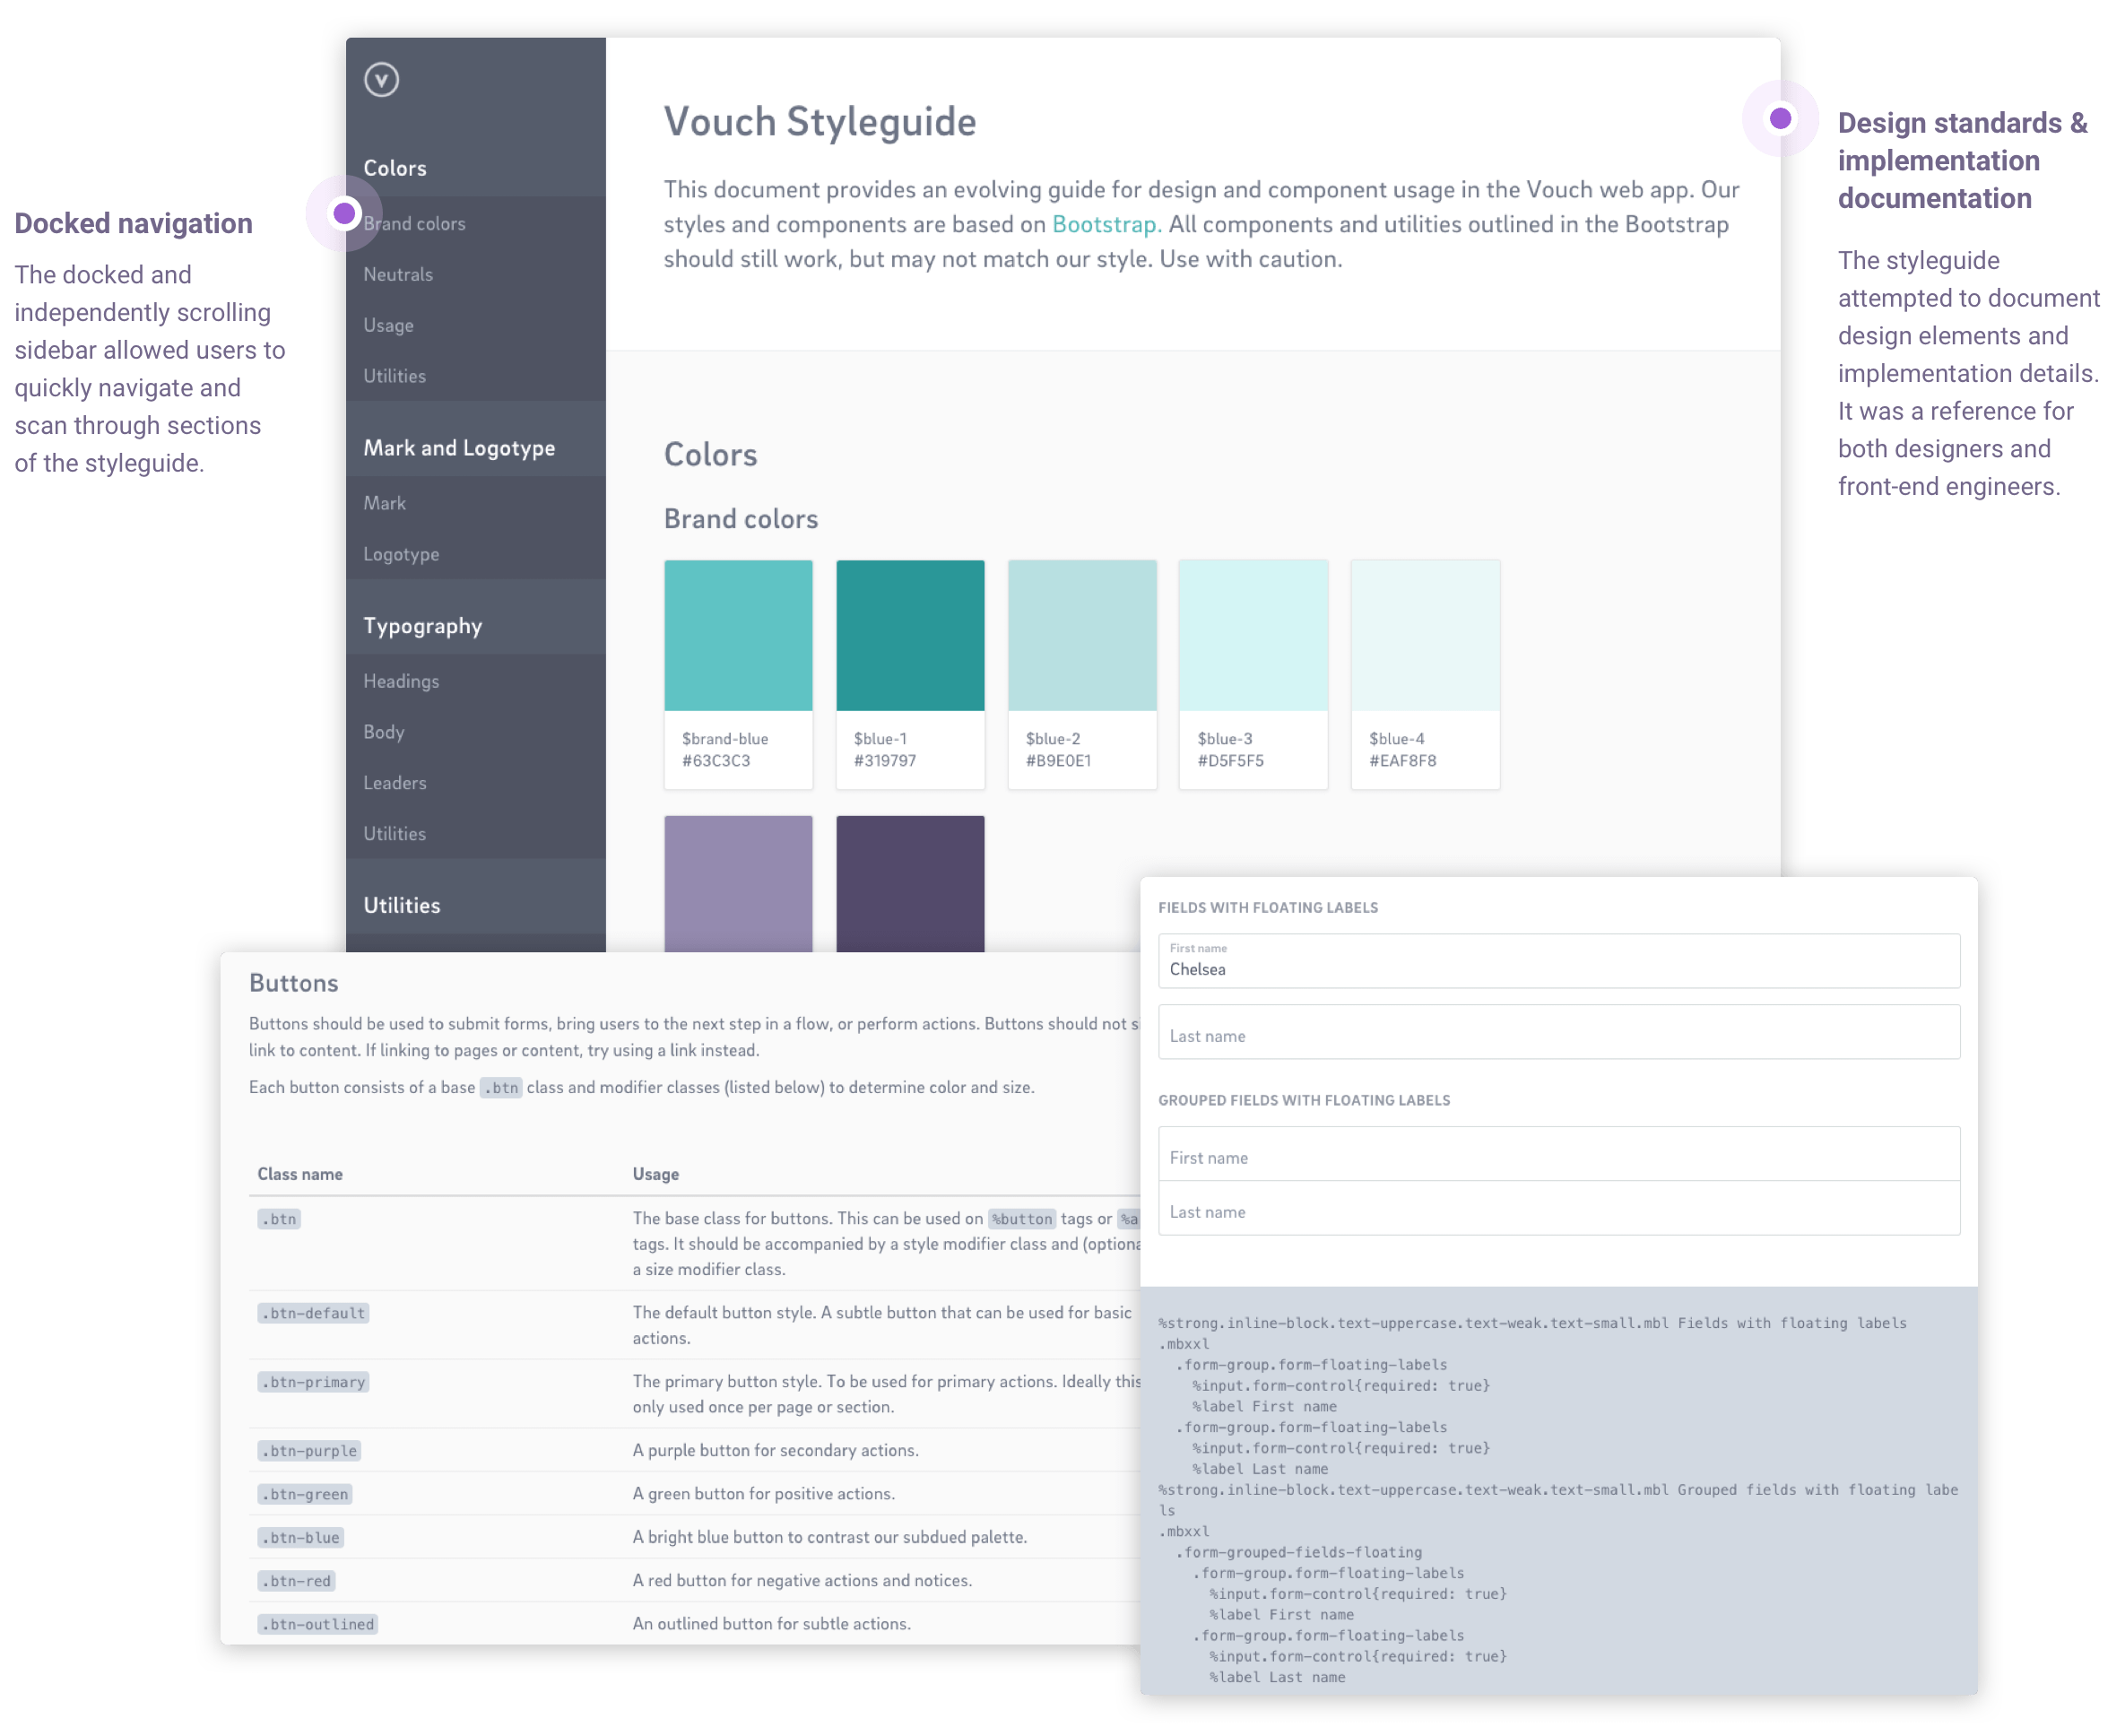 Docked navigation
The docked and
independently scrolling
sidebar allowed users to
quickly navigate and
scan through sections
of the styleguide.
V
Colors
Brand colors
Neutrals
Usage
Utilities
Mark and Logotype
Mark
Logotype
Typography
Headings
Body
Leaders
Utilities
Utilities
Vouch Styleguide
This document provides an evolving guide for design and component usage in the Vouch web app. Our
styles and components are based on Bootstrap. All components and utilities outlined in the Bootstrap
should still work, but may not match our style. Use with caution.
Colors
Brand colors
$brand-blue
#63C3C3
$blue-1
#319797
$blue-2
#B9E0E1
$blue-3
#D5F5F5
$blue-4
#EAF8F8
Design standards &
implementation
documentation
The styleguide
attempted to document
design elements and
implementation details.
It was a reference for
both designers and
front-end engineers.
Buttons
Buttons should be used to submit forms, bring users to the next step in a flow, or perform actions. Buttons should not s
link to content. If linking to pages or content, try using a link instead.
Each button consists of a base .btn class and modifier classes (listed below) to determine color and size.
Class name Usage
.btn The base class for buttons. This can be used on %button tags or %a
tags. It should be accompanied by a style modifier class and (optiona
a size modifier class.
.btn-default The default button style. A subtle button that can be used for basic
actions.
.btn-primary The primary button style. To be used for primary actions. Ideally this
only used once per page or section.
.btn-purple A purple button for secondary actions.
.btn-green A green button for positive actions.
.btn-blue A bright blue button to contrast our subdued palette.
.btn-red A red button for negative actions and notices.
.btn-outlined An outlined button for subtle actions.
FIELDS WITH FLOATING LABELS
First name
Chelsea
Last name
GROUPED FIELDS WITH FLOATING LABELS
First name
Last name
%strong.inline-block.text-uppercase.text-weak.text-small.mbl Fields with floating labels
.mbxxl
.form-group.form-floating-labels
%input.form-control{required: true}
%label First name
.form-group.form-floating-labels
%input.form-control{required: true}
%label Last name
%strong.inline-block.text-uppercase.text-weak.text-small.mbl Grouped fields with floating labe
ls
.mbxxl
.form-grouped-fields-floating
.form-group.form-floating-labels
%input.form-control{required: true}
%label First name
.form-group.form-floating-labels
%input.form-control{required: true}
%label Last name